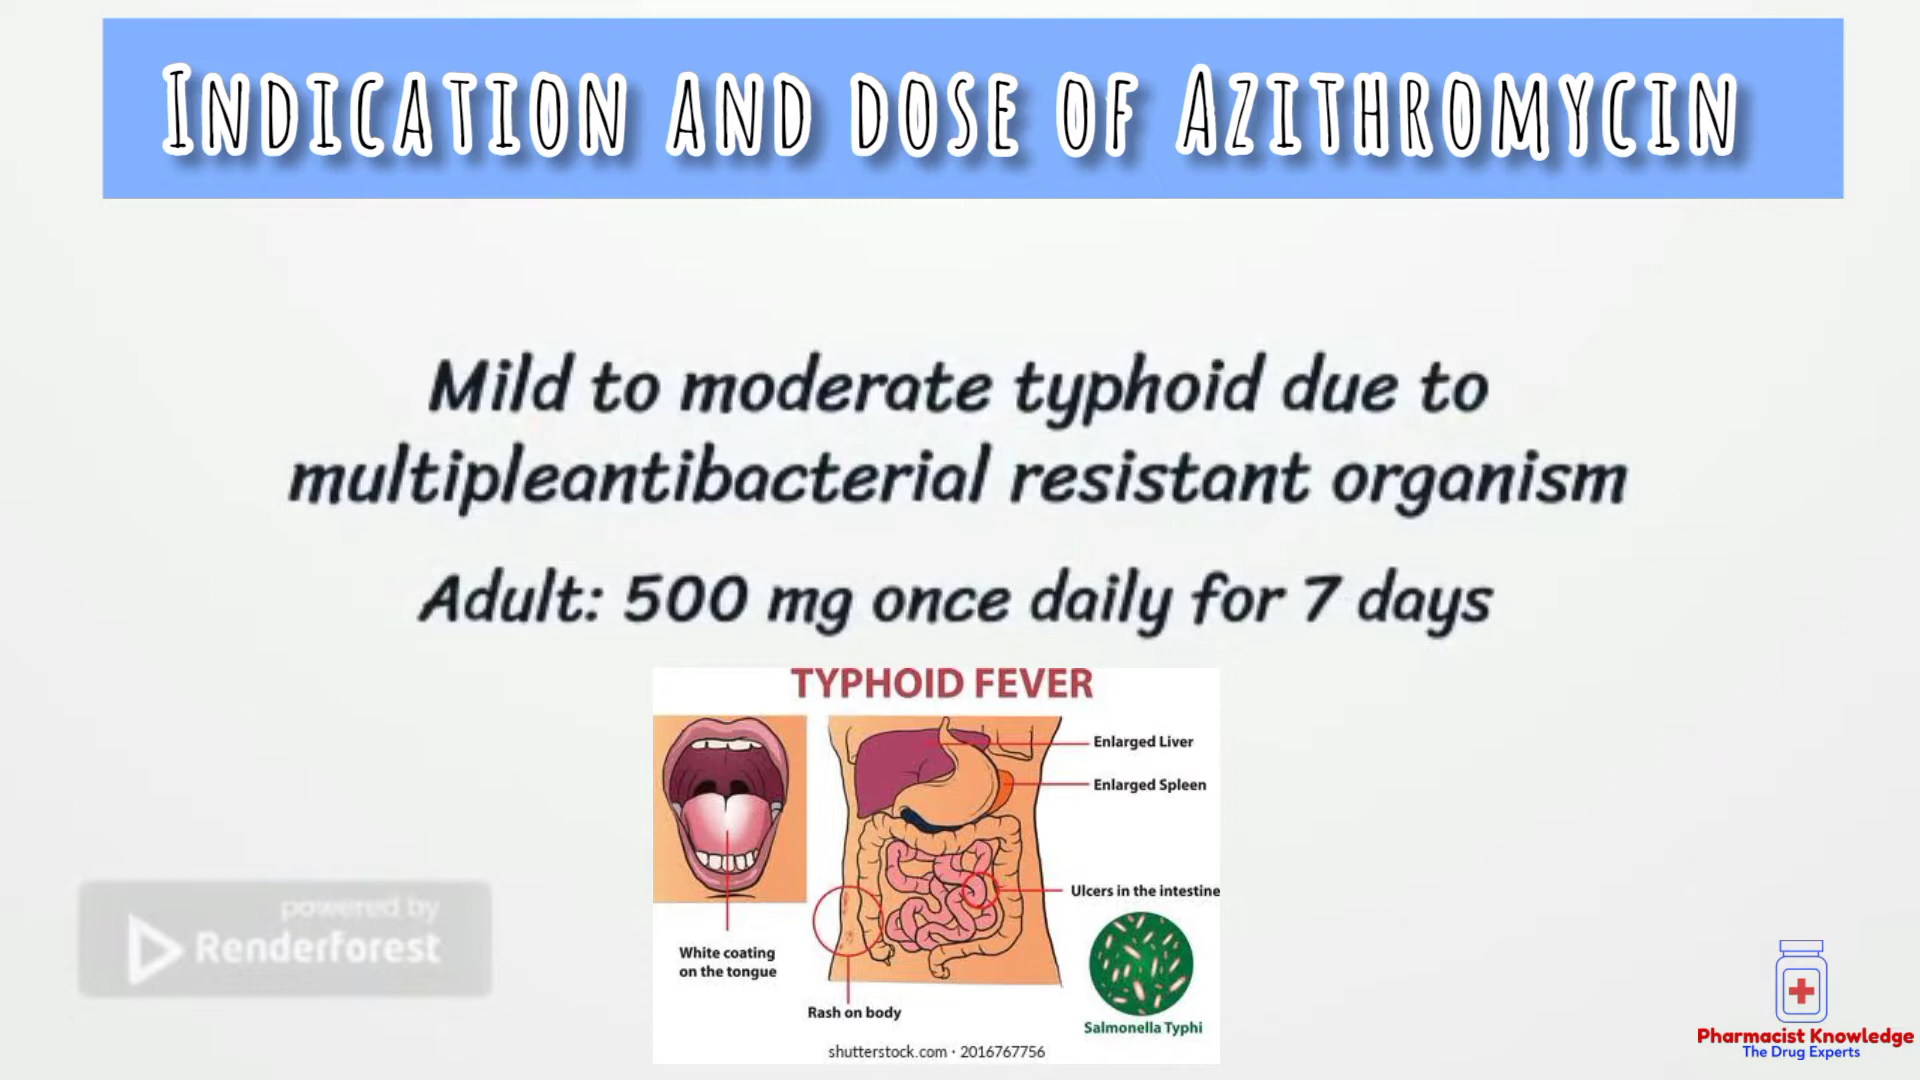 Indication and dose of Azithromycin
Mild to moderate typhoid due to
multipleantibacterial resistant organism
Adult: 500 mg once daily for 7 days
TYPHOID FEVER
Enlarged Liver
Enlarged Spleen
Ulcers in the intestine
White coating
on the tongue
Rash on body
Salmonella Typhi
shutterstock.com · 2016767756
powered by
Renderforest
Pharmacist Knowledge
The Drug Experts